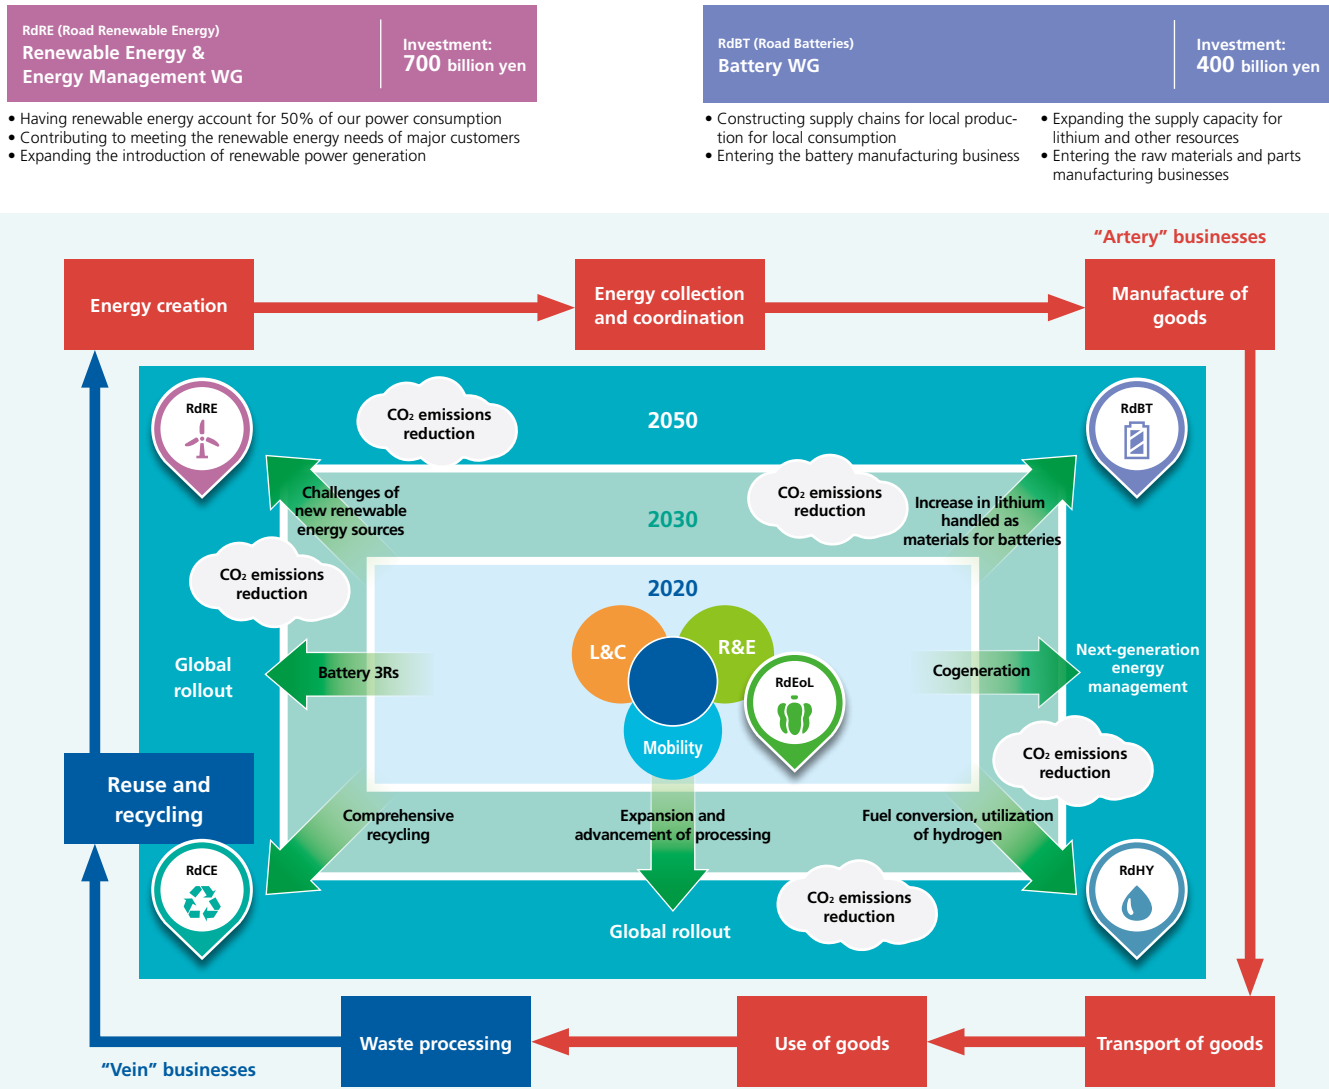 RdRE (Road Renewable Energy)
Renewable Energy &
Energy Management WG
Investment:
700 billion yen
• Having renewable energy account for 50% of our power consumption
• Contributing to meeting the renewable energy needs of major customers
• Expanding the introduction of renewable power generation
RdBT (Road Batteries)
Battery WG
Investment:
400 billion yen
• Constructing supply chains for local produc-
tion for local consumption
• Entering the battery manufacturing business
• Expanding the supply capacity for
lithium and other resources
• Entering the raw materials and parts
manufacturing businesses
“Artery” businesses
Energy creation
Energy collection
and coordination
Manufacture of
goods
RdRE
CO₂ emissions
reduction
2050
RdBT
Challenges of
new renewable
energy sources
2030
CO₂ emissions
reduction
Increase in lithium
handled as
materials for batteries
CO₂ emissions
reduction
2020
L&C
R&E
Global
rollout
Battery 3Rs
RdEoL
Cogeneration
Next-generation
energy
management
Mobility
CO₂ emissions
reduction
Reuse and
recycling
Comprehensive
recycling
Expansion and
advancement of processing
Fuel conversion, utilization
of hydrogen
RdCE
CO₂ emissions
reduction
RdHY
Global rollout
Waste processing
Use of goods
Transport of goods
“Vein” businesses